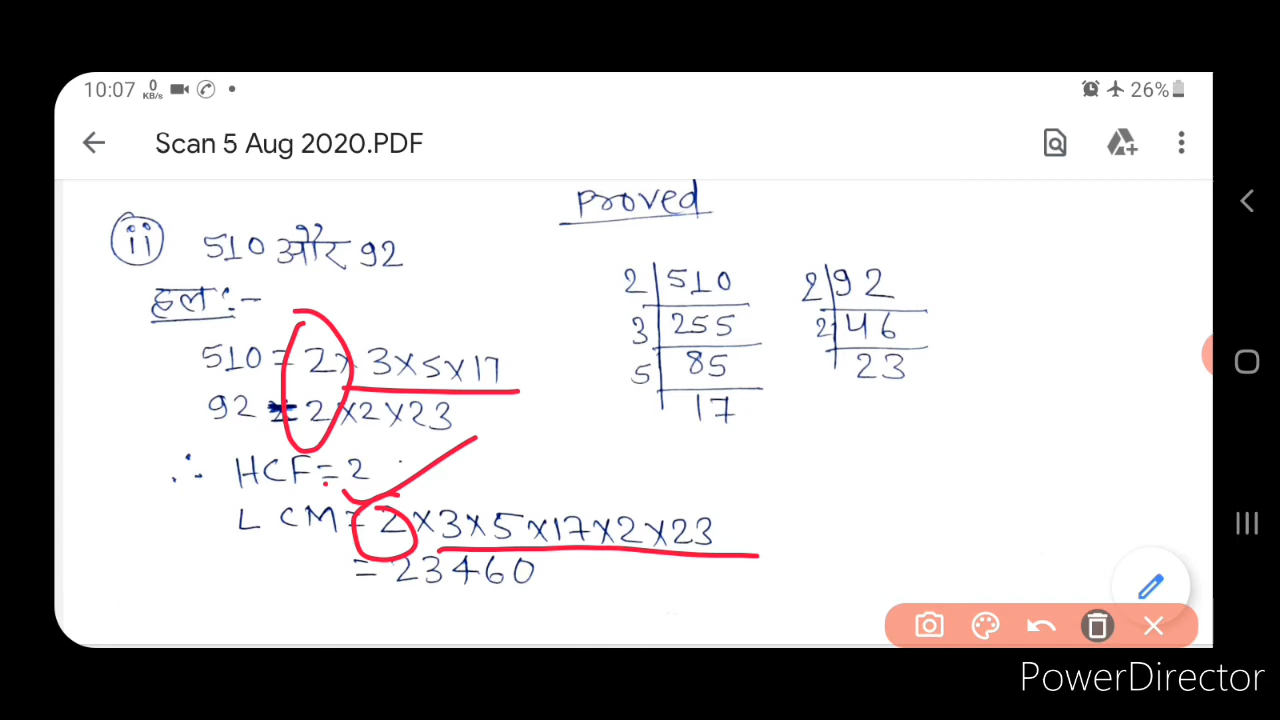 10:07 0 KB/s 26%
Scan 5 Aug 2020.PDF
Proved
ii 510 और 92
हल :-
510 = 2 × 3 × 5 × 17
92 = 2 × 2 × 23
∴ HCF = 2
LCM = 2 × 3 × 5 × 17 × 2 × 23
= 23460
2 | 510
3 | 255
5 | 85
17
2 | 92
2 | 46
23
PowerDirector